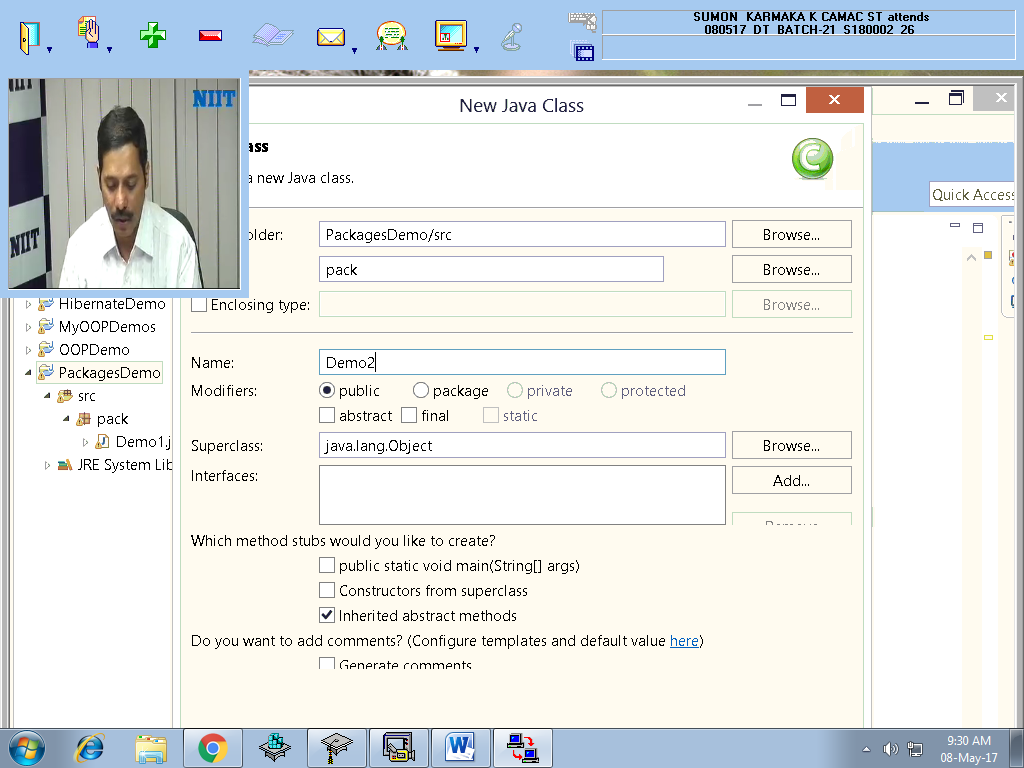 SUMON KARMAKA K CAMAC ST attends
080517 DT BATCH-21 S180002 26
NIIT
NIIT
New Java Class
ass
a new Java class.
Quick Access
older:
PackagesDemo/src
Browse...
pack
Browse...
Enclosing type:
Browse...
HibernateDemo
MyOOPDemos
OOPDemo
PackagesDemo
src
pack
Demo1.j
JRE System Lib
Name:
Demo2
Modifiers:
public
package
private
protected
abstract
final
static
Superclass:
java.lang.Object
Browse...
Interfaces:
Add...
Remove
Which method stubs would you like to create?
public static void main(String[] args)
Constructors from superclass
Inherited abstract methods
Do you want to add comments? (Configure templates and default value here)
Generate comments
9:30 AM
08-May-17